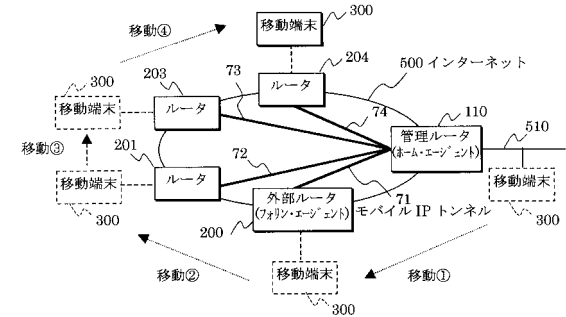 移動端末
300
移動④
203
73
204
500 インターネット
300
ルータ
ルータ
移動端末
74
110
管理ルータ
(ホーム・エージェント)
510
移動③
201
72
移動端末
ルータ
外部ルータ
(フォリン・エージェント)
71
モバイル IP トンネル
移動端末
300
200
300
移動②
移動端末
移動①
300